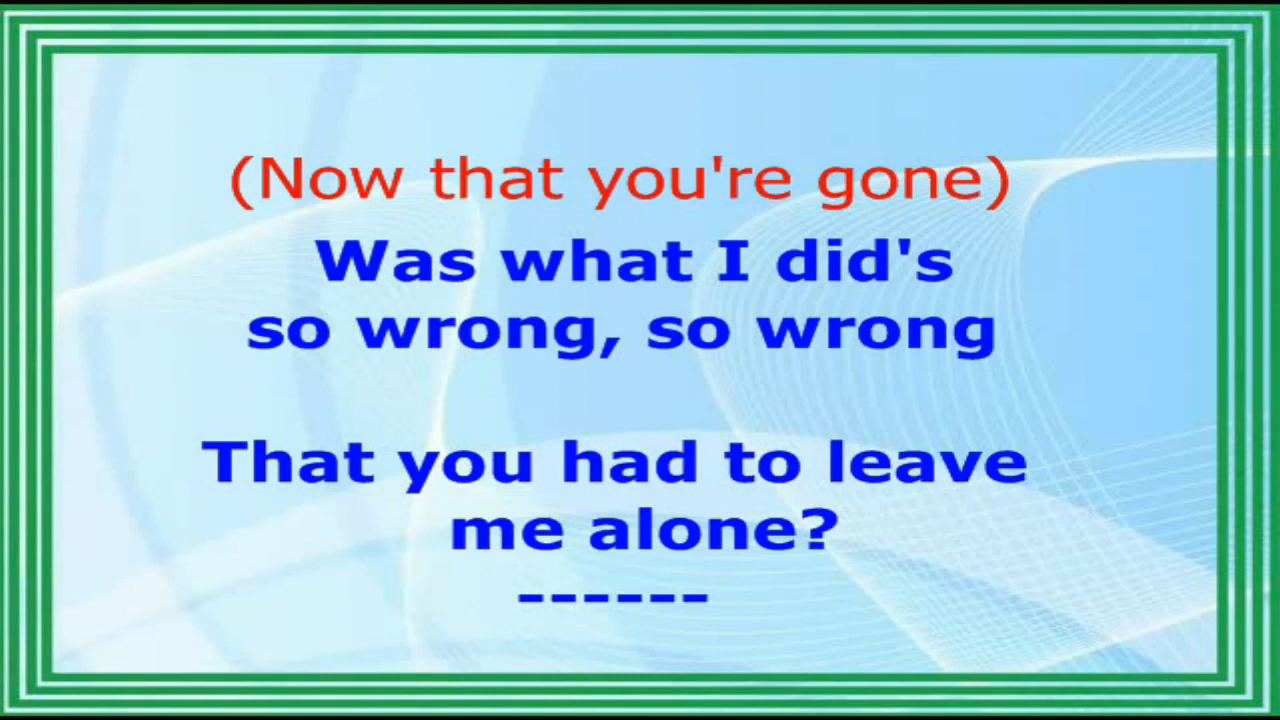 (Now that you're gone)
Was what I did's
so wrong, so wrong
That you had to leave
me alone?
------